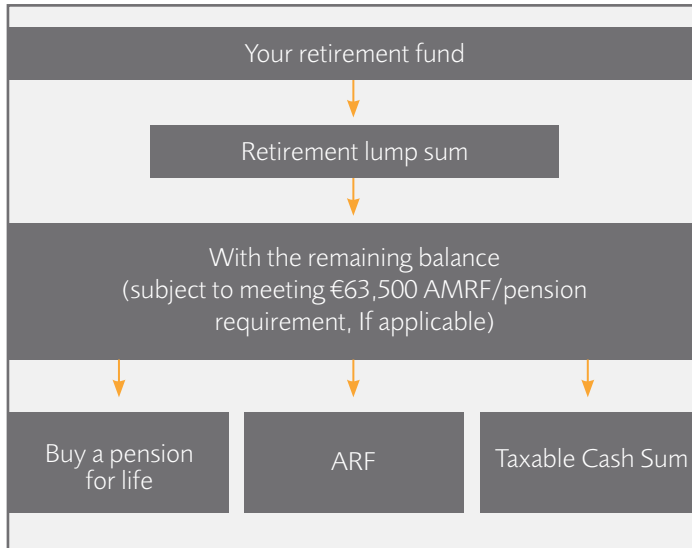 Your retirement fund
Retirement lump sum
With the remaining balance
(subject to meeting €63,500 AMRF/pension
requirement, If applicable)
Buy a pension
for life
ARF
Taxable Cash Sum